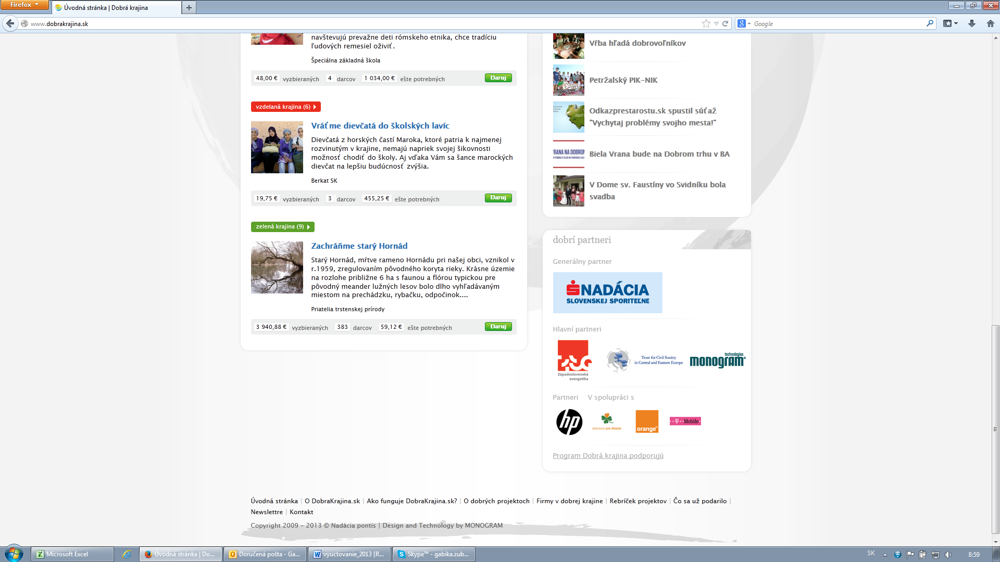 Firefox
Úvodná stránka | Dobrá krajina
www.dobrakrajina.sk
Google
navštevujú prevažne deti rómskeho etnika, chce tradíciu
ľudových remesiel oživiť.
Špeciálna základná škola
48,00 € vyzbieraných 4 darcov 1 034,00 € ešte potrebných Daruj
vzdelaná krajina (6)
Vráťme dievčatá do školských lavíc
Dievčatá z horských častí Maroka, ktoré patria k najmenej
rozvinutým v krajine, nemajú napriek svojej šikovnosti
možnosť chodiť do školy. Aj vďaka Vám sa šance marockých
dievčat na lepšiu budúcnosť zvýšia.
Berkat SK
19,75 € vyzbieraných 3 darcov 455,25 € ešte potrebných Daruj
zelená krajina (9)
Zachráňme starý Hornád
Starý Hornád, mŕtve rameno Hornádu pri našej obci, vznikol v
r.1959, zregulovaním pôvodného koryta rieky. Krásne územie
na rozlohe približne 6 ha s faunou a flórou typickou pre
pôvodný meander lužných lesov bolo dlho vyhľadávaným
miestom na prechádzku, rybačku, odpočinok....
Priatelia trstenskej prírody
3 940,88 € vyzbieraných 383 darcov 59,12 € ešte potrebných Daruj
Vŕba hľadá dobrovoľníkov
Petržalský PIK-NIK
Odkazprestarostu.sk spustil súťaž
"Vychytaj problémy svojho mesta!"
VRANA NA DOBROM
Biela Vrana bude na Dobrom trhu v BA
V Dome sv. Faustíny vo Svidníku bola
svadba
dobrí partneri
Generálny partner
NADÁCIA
SLOVENSKEJ SPORITEĽNE
Hlavní partneri
Západoslovenská
energetika
Trust for Civil Society
in Central and Eastern Europe
technologies
monogram
Partneri V spolupráci s
hp
zbierame pre šťastie
orange
T Mobile
Program Dobrá krajina podporujú
Úvodná stránka | O DobraKrajina.sk | Ako funguje DobraKrajina.sk? | O dobrých projektoch | Firmy v dobrej krajine | Rebríček projektov | Čo sa už podarilo |
Newslettre | Kontakt
Copyright 2009 - 2013 © Nadácia pontis | Design and Technology by MONOGRAM
Microsoft Excel
Úvodná stránka | Do...
Doručená pošta - Ga...
vyuctovanie_2013 [R...
Skype™ - gabika.zub...
SK
8:59